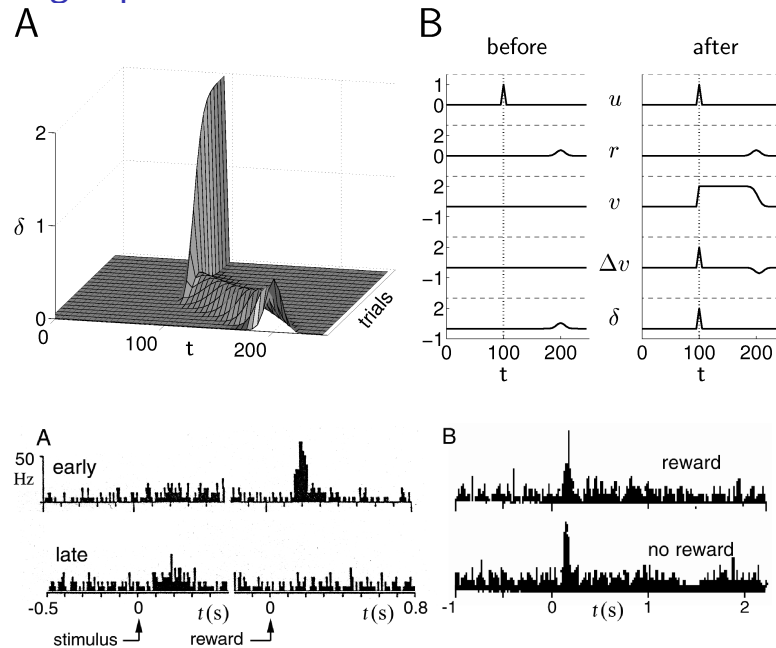 A
δ
2
1
0
0
100
t
200
trials
B
before
after
1
0
u
2
0
r
2
-1
v
2
-1
Δv
2
-1
δ
0 100 200
t
0 100 200
t
A
50
Hz
early
late
-0.5 0 t(s) 0 t(s) 0.8
stimulus reward
B
reward
no reward
-1 0 t(s) 1 2